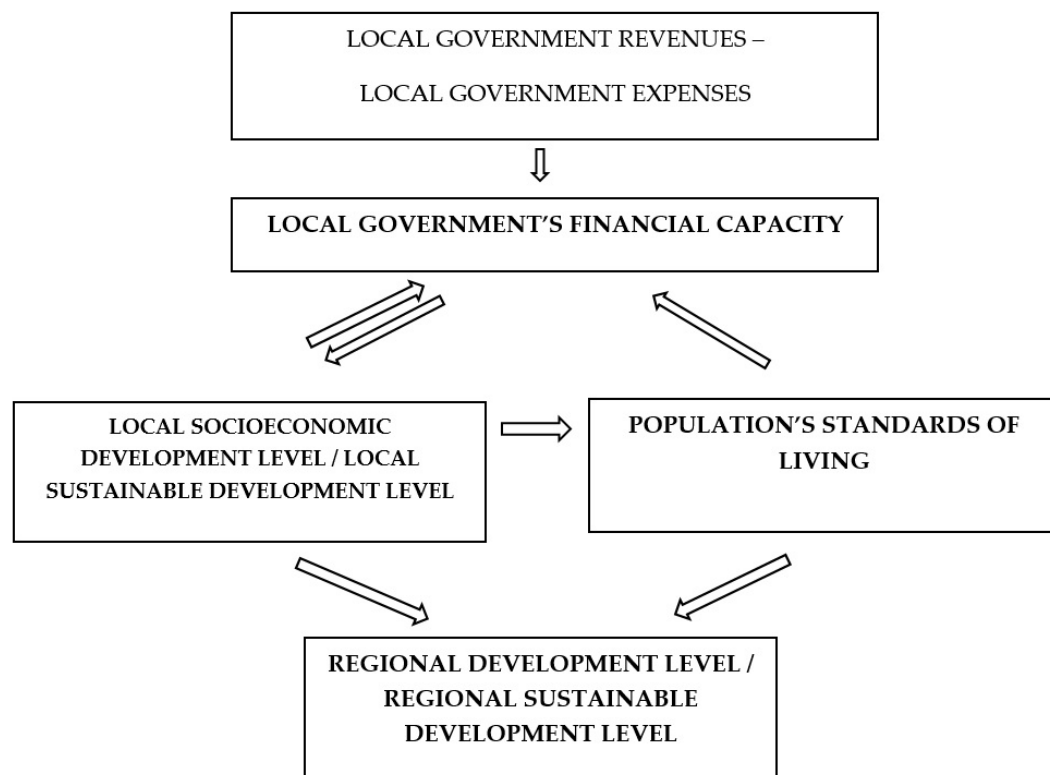 LOCAL GOVERNMENT REVENUES –
LOCAL GOVERNMENT EXPENSES
LOCAL GOVERNMENT’S FINANCIAL CAPACITY
LOCAL SOCIOECONOMIC
DEVELOPMENT LEVEL / LOCAL
SUSTAINABLE DEVELOPMENT LEVEL
POPULATION’S STANDARDS OF
LIVING
REGIONAL DEVELOPMENT LEVEL /
REGIONAL SUSTAINABLE
DEVELOPMENT LEVEL